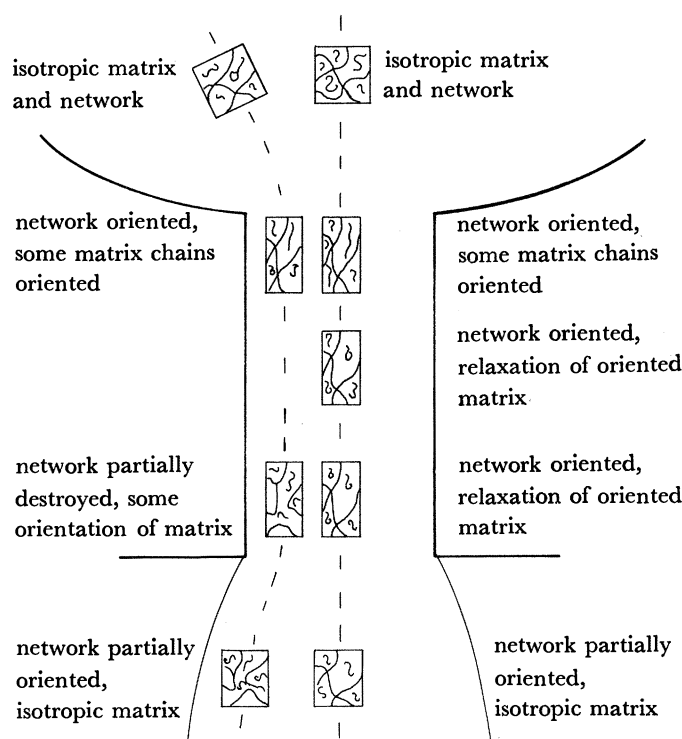 isotropic matrix
and network
isotropic matrix
and network
network oriented,
some matrix chains
oriented
network oriented,
some matrix chains
oriented
network oriented,
relaxation of oriented
matrix
network partially
destroyed, some
orientation of matrix
network oriented,
relaxation of oriented
matrix
network partially
oriented,
isotropic matrix
network partially
oriented,
isotropic matrix